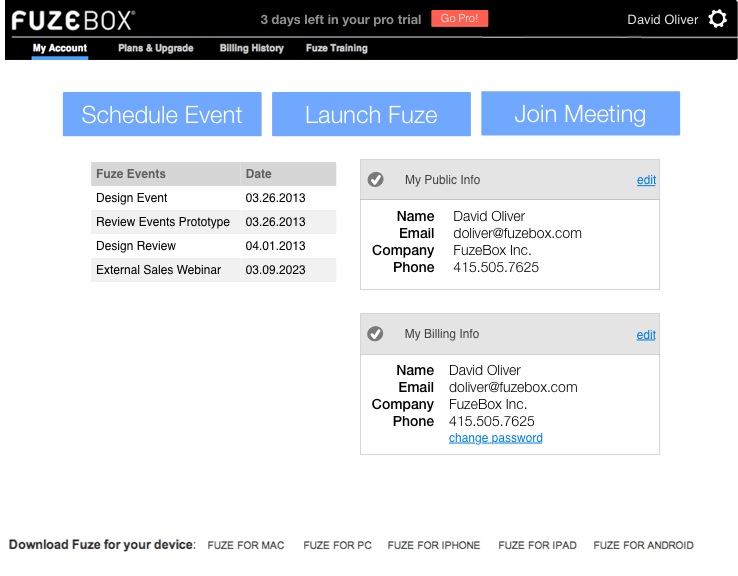 FUZEBOX®
3 days left in your pro trial Go Pro!
David Oliver
My Account Plans & Upgrade Billing History Fuze Training
Schedule Event Launch Fuze Join Meeting
Fuze Events Date
Design Event 03.26.2013
Review Events Prototype 03.26.2013
Design Review 04.01.2013
External Sales Webinar 03.09.2023
My Public Info edit
Name David Oliver
Email doliver@fuzebox.com
Company FuzeBox Inc.
Phone 415.505.7625
My Billing Info edit
Name David Oliver
Email doliver@fuzebox.com
Company FuzeBox Inc.
Phone 415.505.7625
change password
Download Fuze for your device: FUZE FOR MAC FUZE FOR PC FUZE FOR IPHONE FUZE FOR IPAD FUZE FOR ANDROID